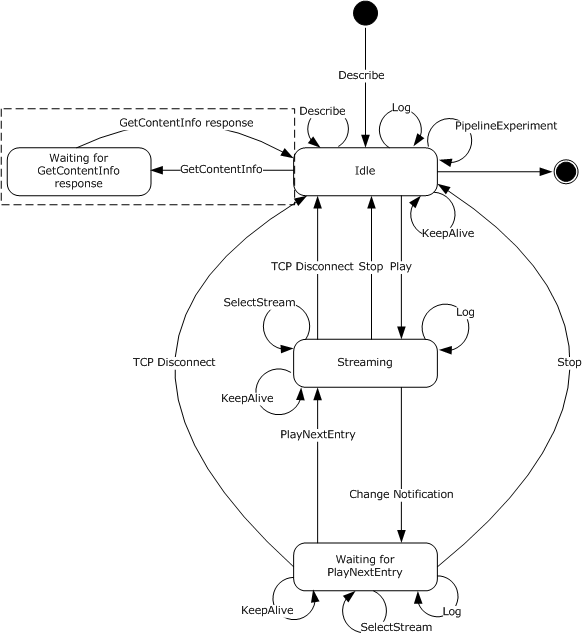 Describe
GetContentInfo response
Describe
Log
PipelineExperiment
Waiting for
GetContentInfo
response
GetContentInfo
Idle
KeepAlive
TCP Disconnect
Stop
Play
SelectStream
Log
TCP Disconnect
Streaming
Stop
KeepAlive
PlayNextEntry
Change Notification
Waiting for
PlayNextEntry
KeepAlive
Log
SelectStream